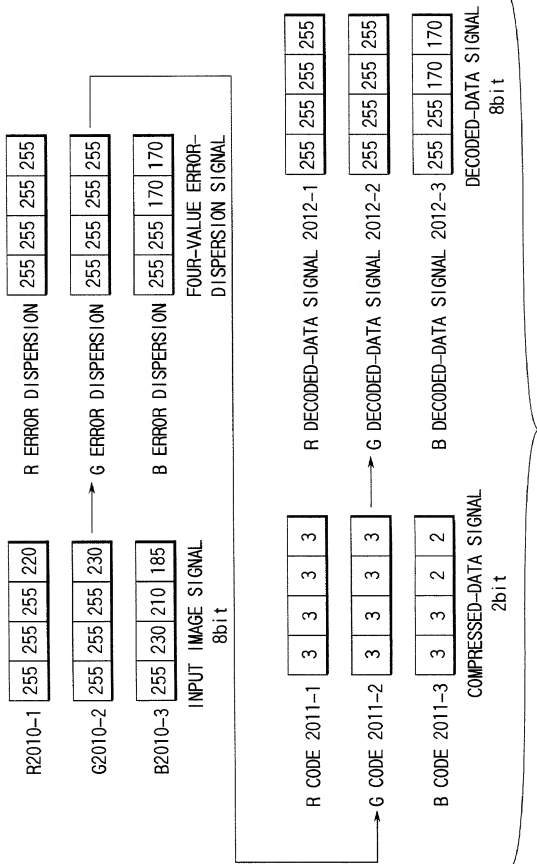 R2010-1 255 255 255 220
G2010-2 255 255 255 230
B2010-3 255 230 210 185
INPUT IMAGE SIGNAL
8bit
R ERROR DISPERSION 255 255 255 255
G ERROR DISPERSION 255 255 255 255
B ERROR DISPERSION 255 255 170 170
FOUR-VALUE ERROR-
DISPERSION SIGNAL
R CODE 2011-1 3 3 3 3
G CODE 2011-2 3 3 3 3
B CODE 2011-3 3 3 2 2
COMPRESSED-DATA SIGNAL
2bit
R DECODED-DATA SIGNAL 2012-1 255 255 255 255
G DECODED-DATA SIGNAL 2012-2 255 255 255 255
B DECODED-DATA SIGNAL 2012-3 255 255 170 170
DECODED-DATA SIGNAL
8bit